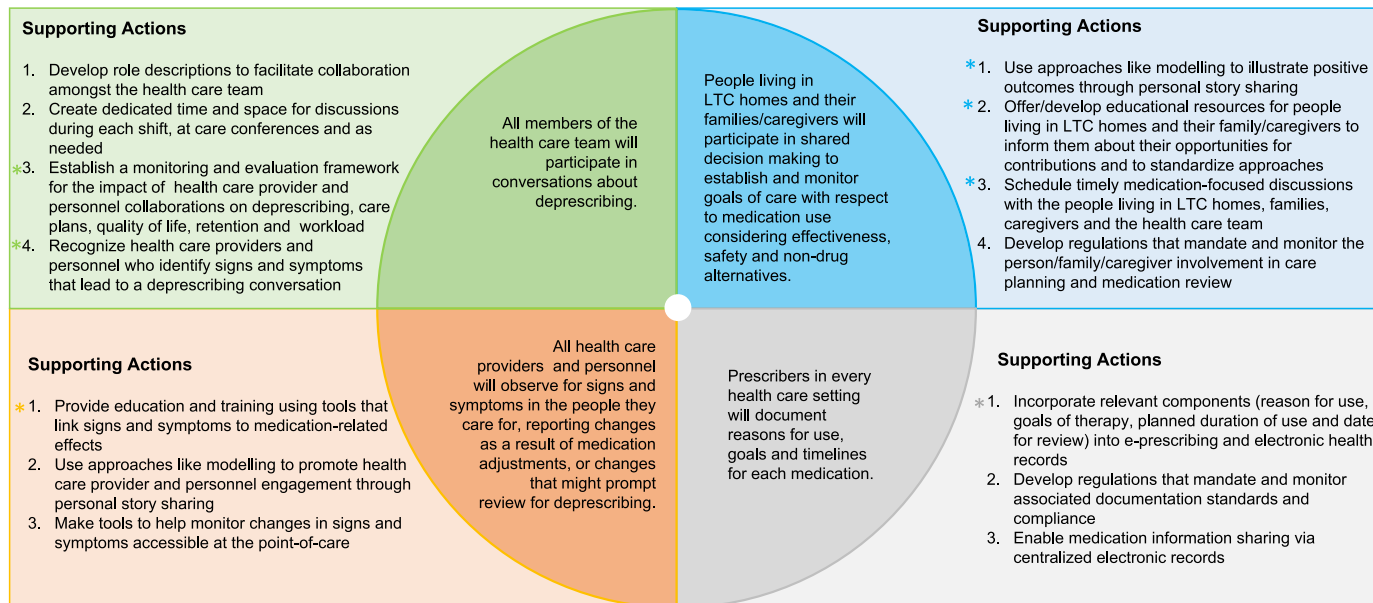 Supporting Actions
1. Develop role descriptions to facilitate collaboration
amongst the health care team
2. Create dedicated time and space for discussions
during each shift, at care conferences and as
needed
*3. Establish a monitoring and evaluation framework
for the impact of health care provider and
personnel collaborations on deprescribing, care
plans, quality of life, retention and workload
*4. Recognize health care providers and
personnel who identify signs and symptoms
that lead to a deprescribing conversation
All members of the
health care team will
participate in
conversations about
deprescribing.
People living in
LTC homes and their
families/caregivers will
participate in shared
decision making to
establish and monitor
goals of care with respect
to medication use
considering effectiveness,
safety and non-drug
alternatives.
Supporting Actions
*1. Use approaches like modelling to illustrate positive
outcomes through personal story sharing
*2. Offer/develop educational resources for people
living in LTC homes and their family/caregivers to
inform them about their opportunities for
contributions and to standardize approaches
*3. Schedule timely medication-focused discussions
with the people living in LTC homes, families,
caregivers and the health care team
4. Develop regulations that mandate and monitor the
person/family/caregiver involvement in care
planning and medication review
Supporting Actions
*1. Provide education and training using tools that
link signs and symptoms to medication-related
effects
2. Use approaches like modelling to promote health
care provider and personnel engagement through
personal story sharing
3. Make tools to help monitor changes in signs and
symptoms accessible at the point-of-care
All health care
providers and personnel
will observe for signs and
symptoms in the people they
care for, reporting changes
as a result of medication
adjustments, or changes
that might prompt
review for deprescribing.
Prescribers in every
health care setting
will document
reasons for use,
goals and timelines
for each medication.
Supporting Actions
*1. Incorporate relevant components (reason for use,
goals of therapy, planned duration of use and date
for review) into e-prescribing and electronic health
records
2. Develop regulations that mandate and monitor
associated documentation standards and
compliance
3. Enable medication information sharing via
centralized electronic records